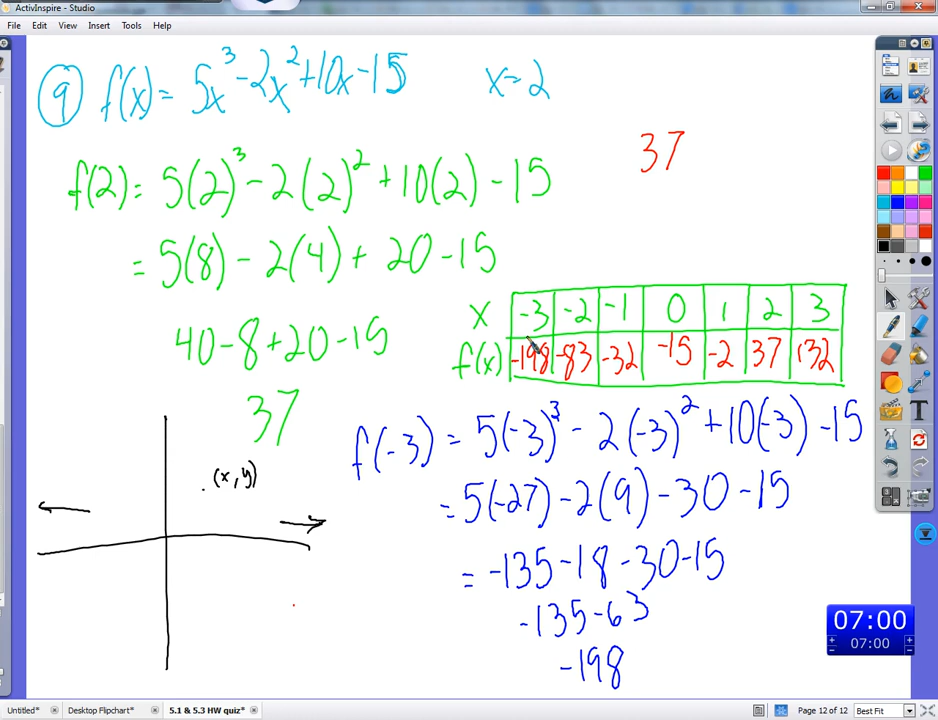 ActivInspire - Studio
File Edit View Insert Tools Help
9 f(x) = 5x³ - 2x² + 10x - 15 x = 2
37
f(2) = 5(2)³ - 2(2)² + 10(2) - 15
= 5(8) - 2(4) + 20 - 15
40 - 8 + 20 - 15
37
x -3 -2 -1 0 1 2 3
f(x) -198 -83 -32 -15 -2 37 132
f(-3) = 5(-3)³ - 2(-3)² + 10(-3) - 15
= 5(-27) - 2(9) - 30 - 15
= -135 - 18 - 30 - 15
-135 - 63
-198
(x, y)
07:00
07:00
Untitled* Desktop Flipchart* 5.1 & 5.3 HW quiz* Page 12 of 12 Best Fit